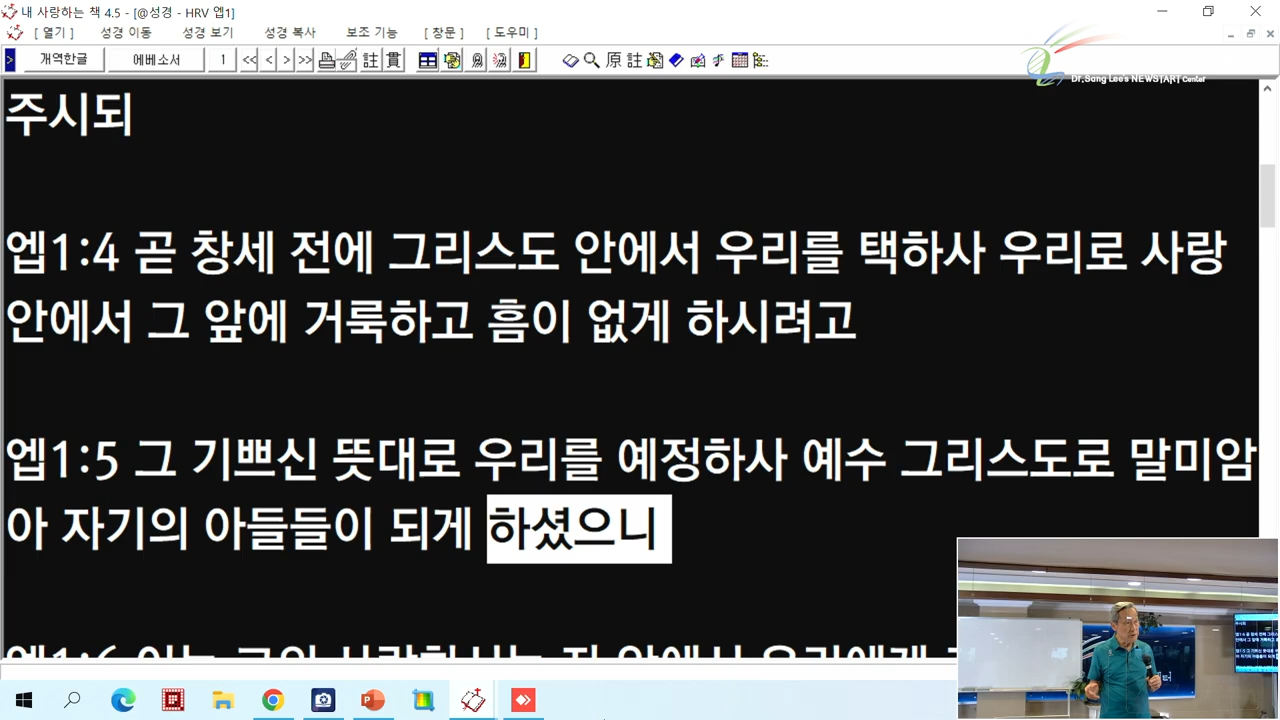 내 사랑하는 책 4.5 - [@성경 - HRV 엡1]
[ 열기 ] 성경 이동 성경 보기 성경 복사 보조 기능 [ 창문 ] [ 도우미 ]
> 개역한글 에베소서 1 << < > >> 註 貫 原 註
Dr.Sang Lee's NEWSTART Center
주시되
엡1:4 곧 창세 전에 그리스도 안에서 우리를 택하사 우리로 사랑
안에서 그 앞에 거룩하고 흠이 없게 하시려고
엡1:5 그 기쁘신 뜻대로 우리를 예정하사 예수 그리스도로 말미암
아 자기의 아들들이 되게 하셨으니